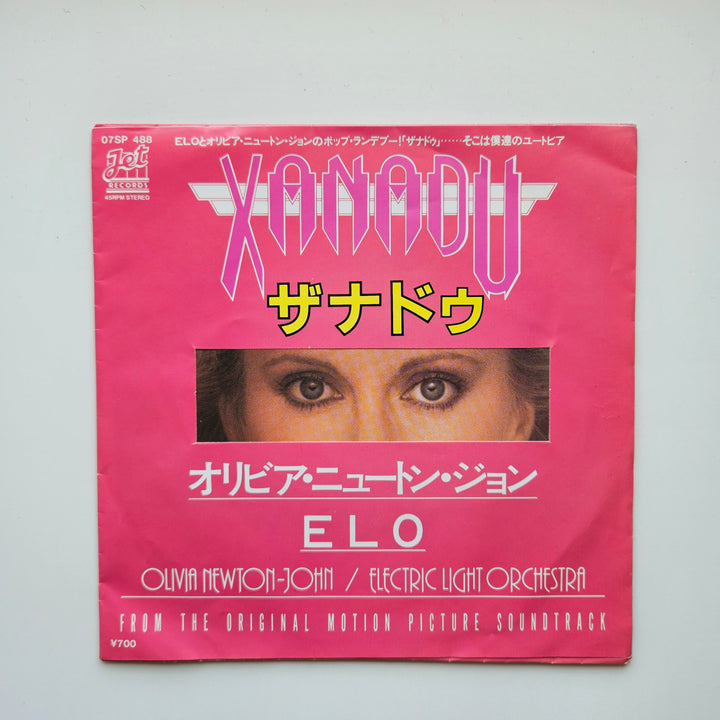 07SP 488
Jet
RECORDS
45RPM STEREO
ELOとオリビア・ニュートン・ジョンのポップ・ランデブー!「ザナドゥ」……そこは僕達のユートピア
XANADU
ザナドゥ
オリビア・ニュートン・ジョン
ELO
OLIVIA NEWTON-JOHN / ELECTRIC LIGHT ORCHESTRA
FROM THE ORIGINAL MOTION PICTURE SOUNDTRACK
¥700